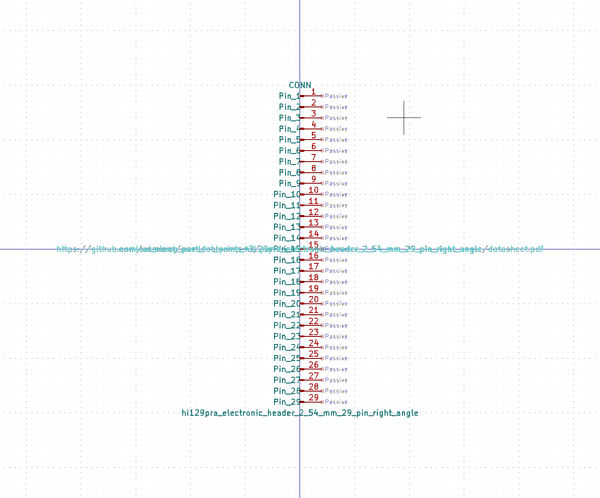 CONN
Pin_1 1 Passive
Pin_2 2 Passive
Pin_3 3 Passive
Pin_4 4 Passive
Pin_5 5 Passive
Pin_6 6 Passive
Pin_7 7 Passive
Pin_8 8 Passive
Pin_9 9 Passive
Pin_10 10 Passive
Pin_11 11 Passive
Pin_12 12 Passive
Pin_13 13 Passive
Pin_14 14 Passive
https://github.com/ 15 header_2_54_mm_29_pin_right_angle/datasheet.pdf
Pin_16 16 Passive
Pin_17 17 Passive
Pin_18 18 Passive
Pin_19 19 Passive
Pin_20 20 Passive
Pin_21 21 Passive
Pin_22 22 Passive
Pin_23 23 Passive
Pin_24 24 Passive
Pin_25 25 Passive
Pin_26 26 Passive
Pin_27 27 Passive
Pin_28 28 Passive
Pin_29 29 Passive
hi129pra_electronic_header_2_54_mm_29_pin_right_angle